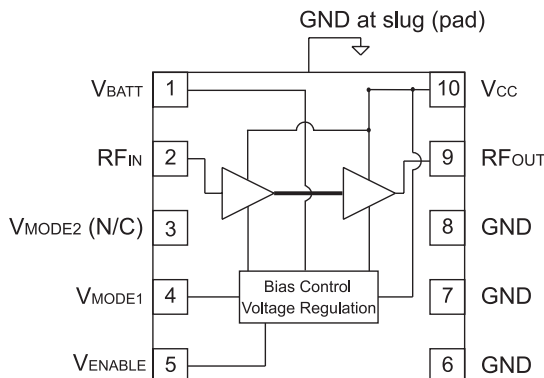 GND at slug (pad)
VBATT 1
10 VCC
RFIN 2
9 RFOUT
VMODE2 (N/C) 3
8 GND
VMODE1 4
Bias Control
Voltage Regulation
7 GND
VENABLE 5
6 GND